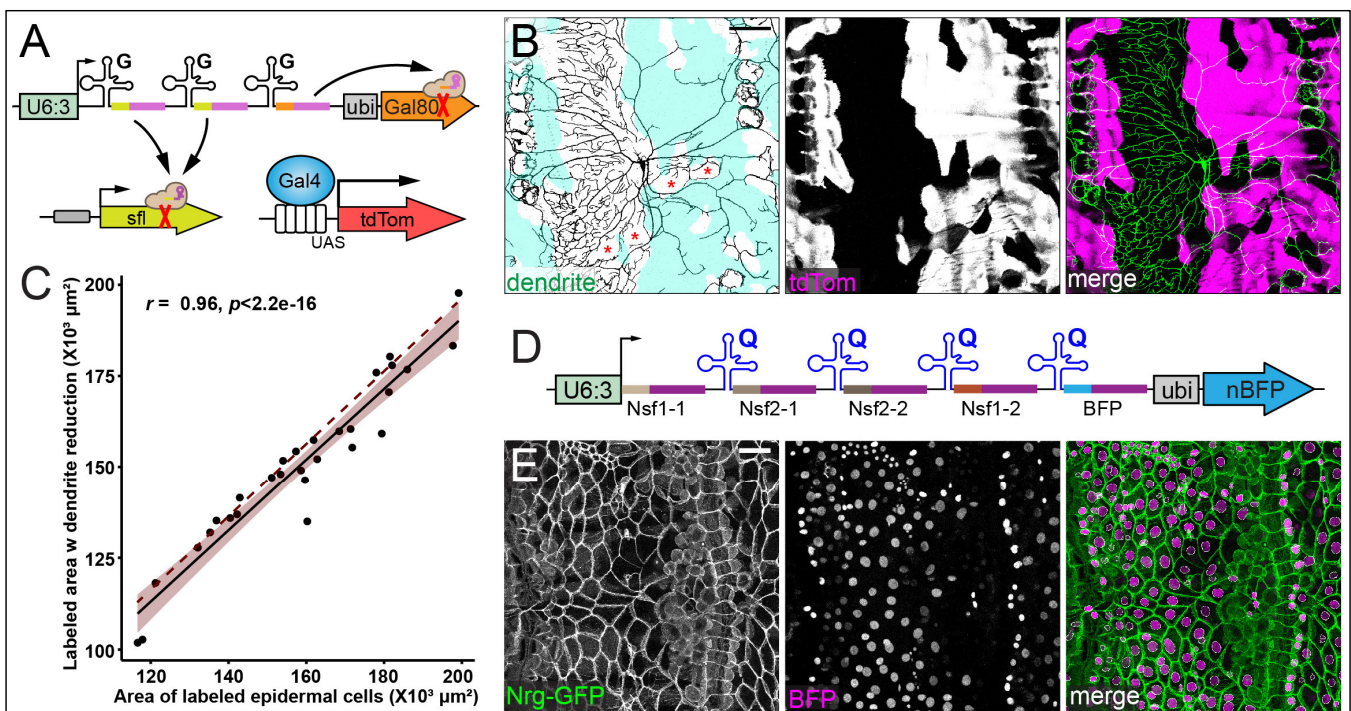 A
G
G
G
U6:3
ubi
Gal80
sfl
Gal4
UAS
tdTom
B
dendrite
*
*
*
*
tdTom
merge
C
r = 0.96, p<2.2e-16
Labeled area w dendrite reduction (X10³ µm²)
200
175
150
125
100
120
140
160
180
200
Area of labeled epidermal cells (X10³ µm²)
D
Q
Q
Q
Q
U6:3
Nsf1-1
Nsf2-1
Nsf2-2
Nsf1-2
BFP
ubi
nBFP
E
Nrg-GFP
BFP
merge